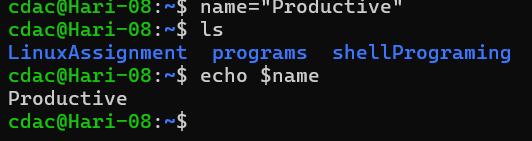 cdac@Hari-08:~$ name="Productive"
cdac@Hari-08:~$ ls
LinuxAssignment  programs  shellPrograming
cdac@Hari-08:~$ echo $name
Productive
cdac@Hari-08:~$